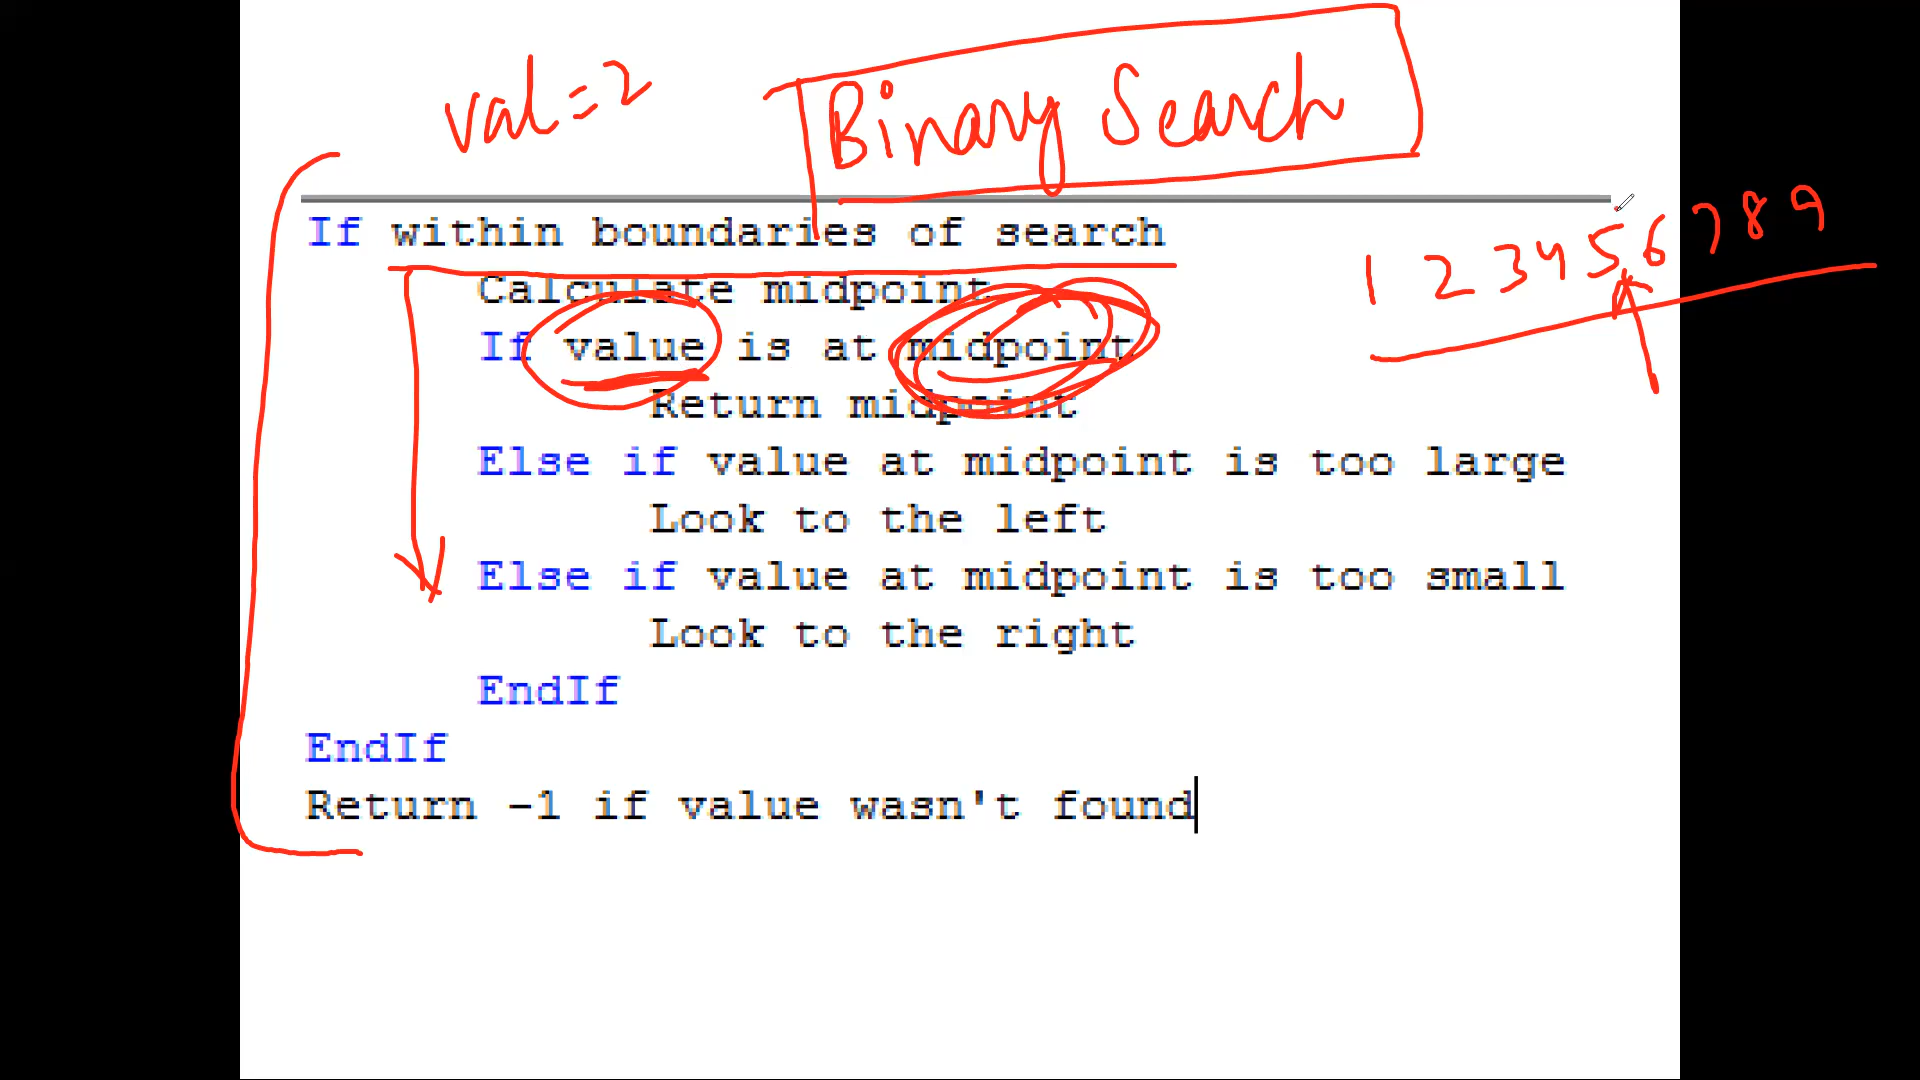 val=2
Binary Search
If within boundaries of search
1 2 3 4 5 6 7 8 9
Calculate midpoint
If value is at midpoint
Return midpoint
Else if value at midpoint is too large
Look to the left
Else if value at midpoint is too small
Look to the right
EndIf
EndIf
Return -1 if value wasn't found